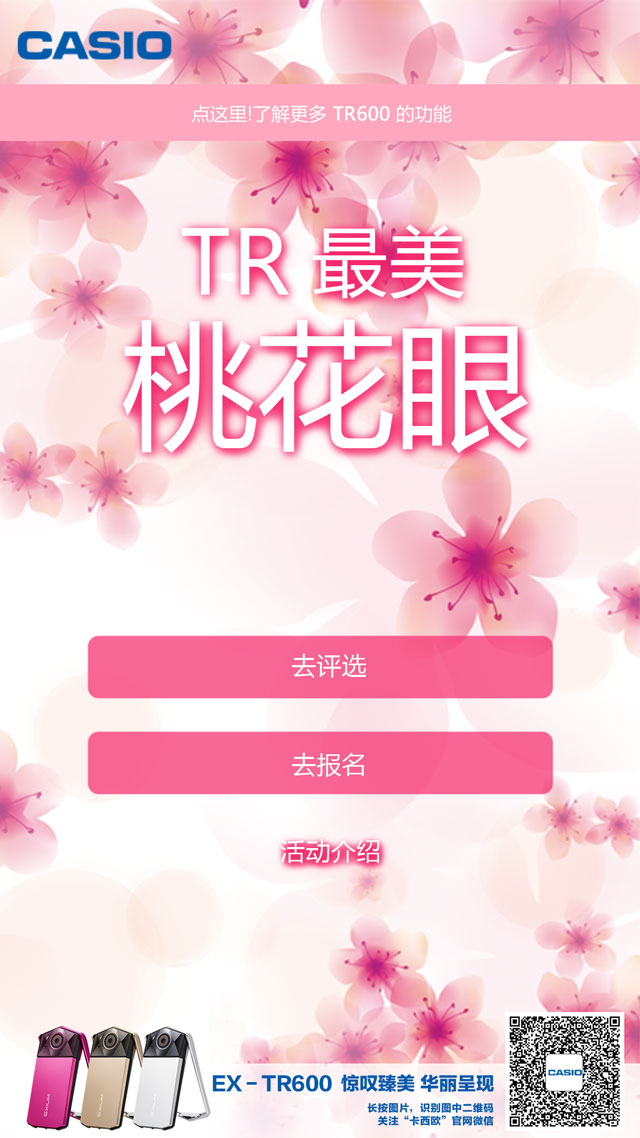 CASIO
点这里!了解更多 TR600 的功能
TR 最美
桃花眼
去评选
去报名
活动介绍
EX-TR600 惊叹臻美 华丽呈现
长按图片，识别图中二维码
关注“卡西欧”官网微信
CASIO